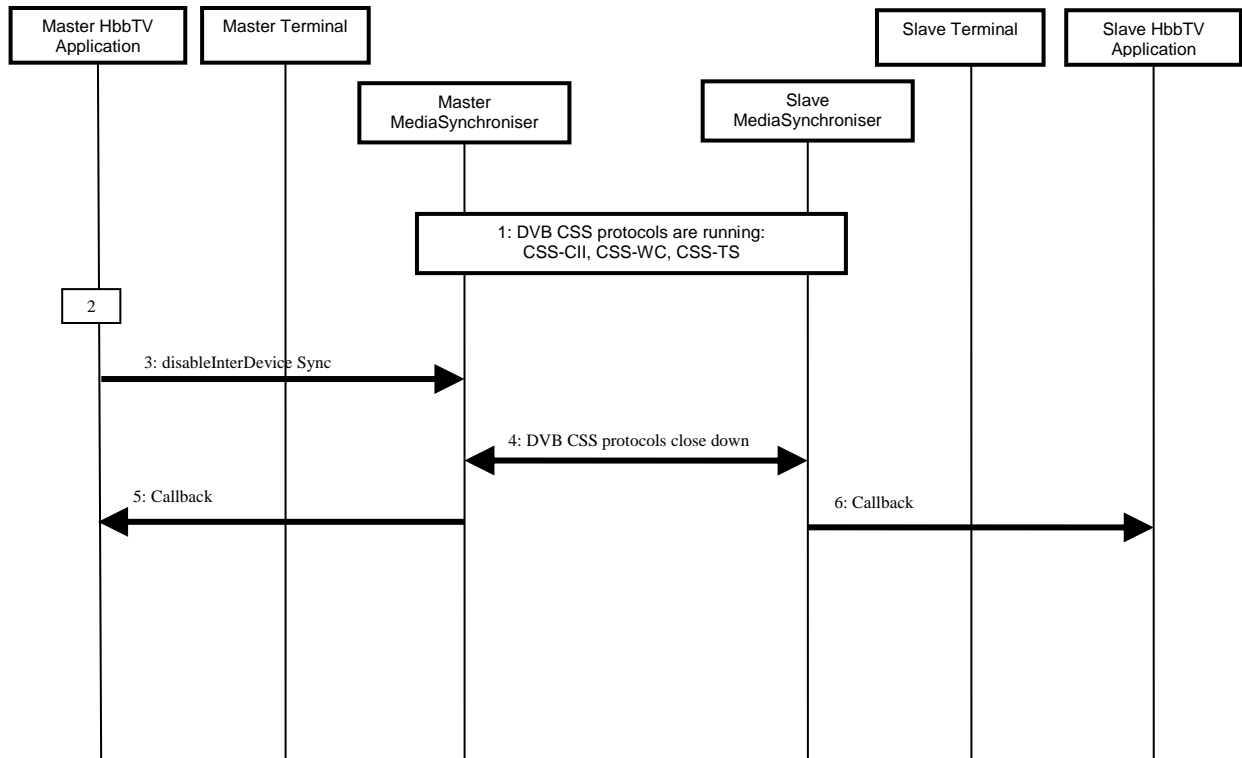 Master HbbTV
Application
Master Terminal
Slave Terminal
Slave HbbTV
Application
Master
MediaSynchroniser
Slave
MediaSynchroniser
1: DVB CSS protocols are running:
CSS-CII, CSS-WC, CSS-TS
2
3: disableInterDevice Sync
4: DVB CSS protocols close down
5: Callback
6: Callback